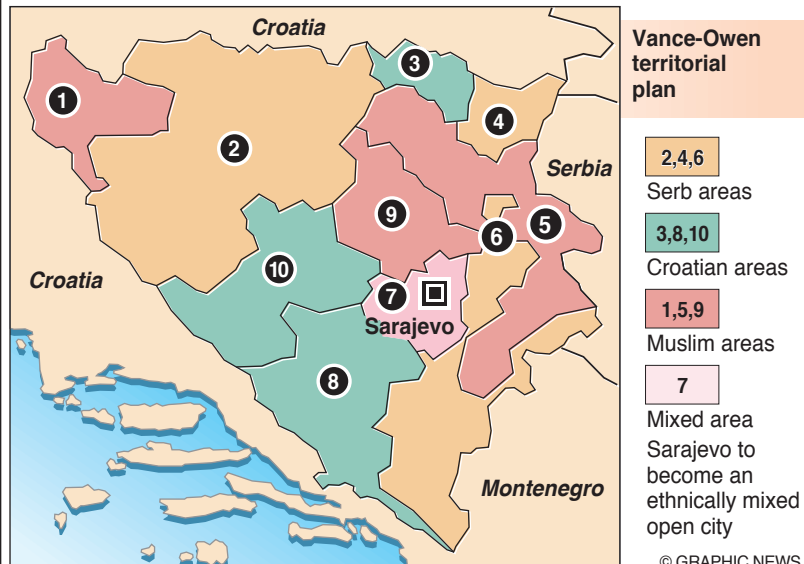 Croatia
3
1
4
2
Serbia
9
5
6
10
Croatia
7
Sarajevo
8
Montenegro
Vance-Owen
territorial
plan
2,4,6
Serb areas
3,8,10
Croatian areas
1,5,9
Muslim areas
7
Mixed area
Sarajevo to
become an
ethnically mixed
open city
© GRAPHIC NEWS